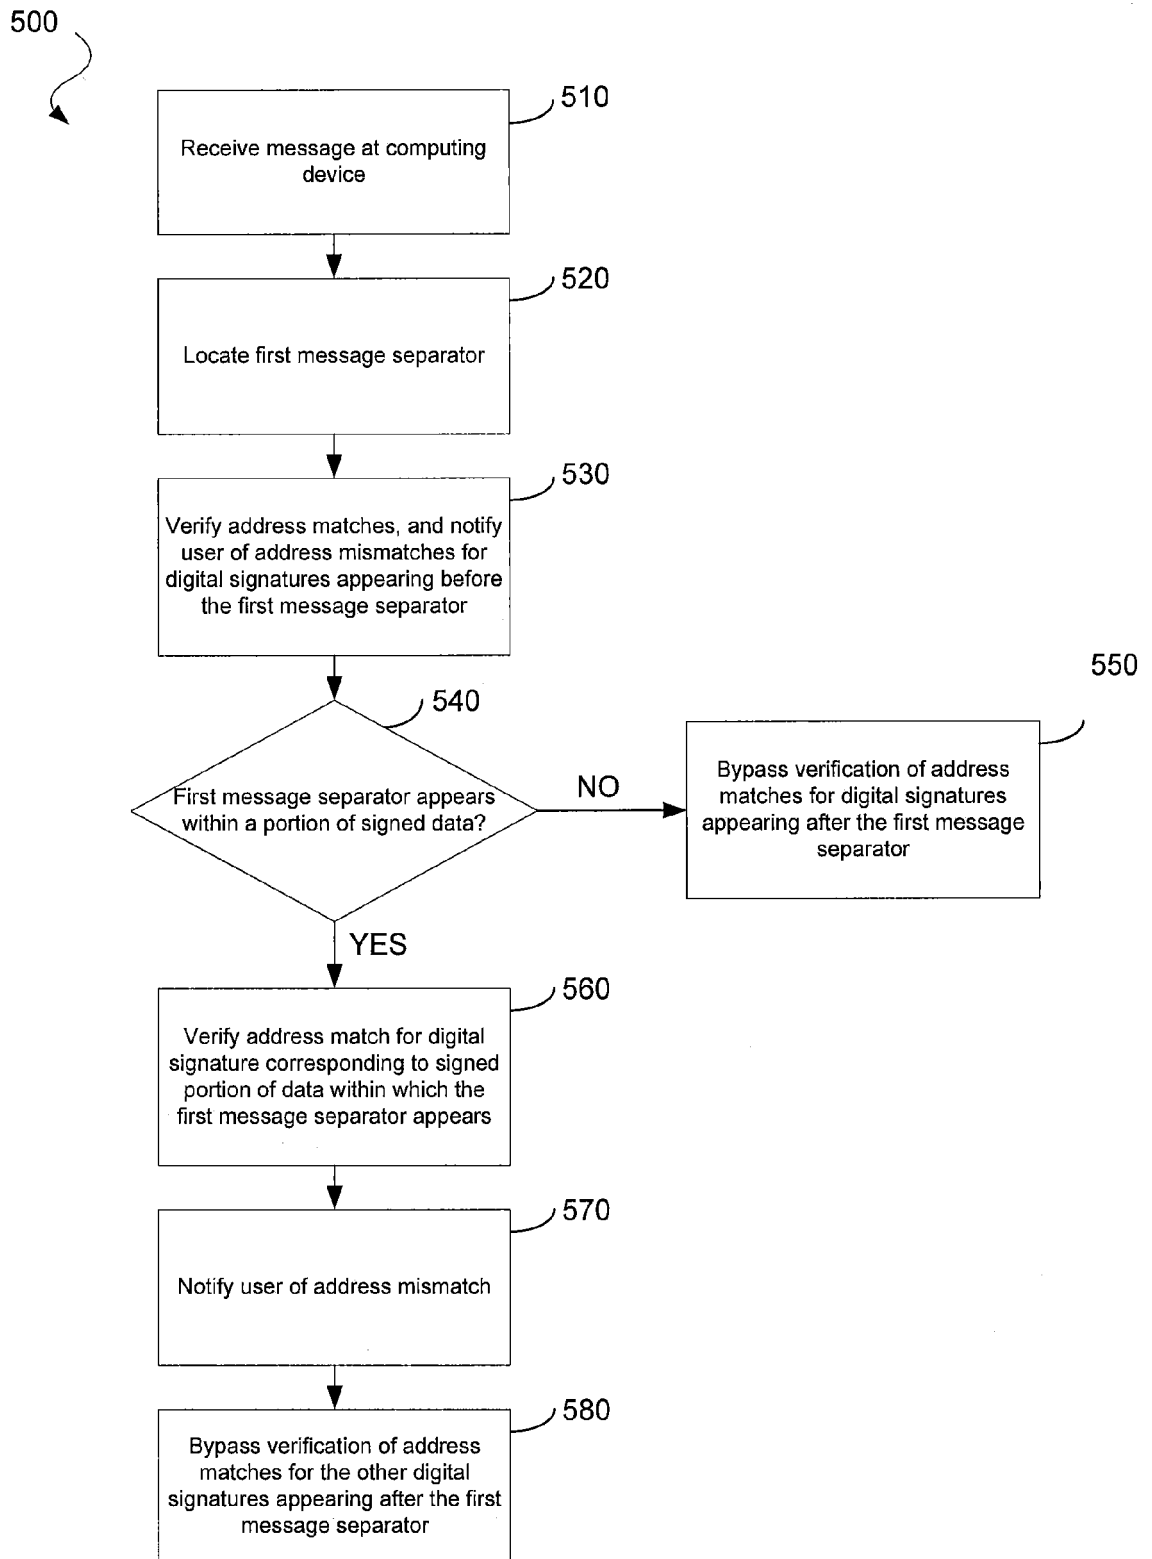 500
510
Receive message at computing
device
520
Locate first message separator
530
Verify address matches, and notify
user of address mismatches for
digital signatures appearing before
the first message separator
540
First message separator appears
within a portion of signed data?
NO
550
Bypass verification of address
matches for digital signatures
appearing after the first message
separator
YES
560
Verify address match for digital
signature corresponding to signed
portion of data within which the
first message separator appears
570
Notify user of address mismatch
580
Bypass verification of address
matches for the other digital
signatures appearing after the first
message separator